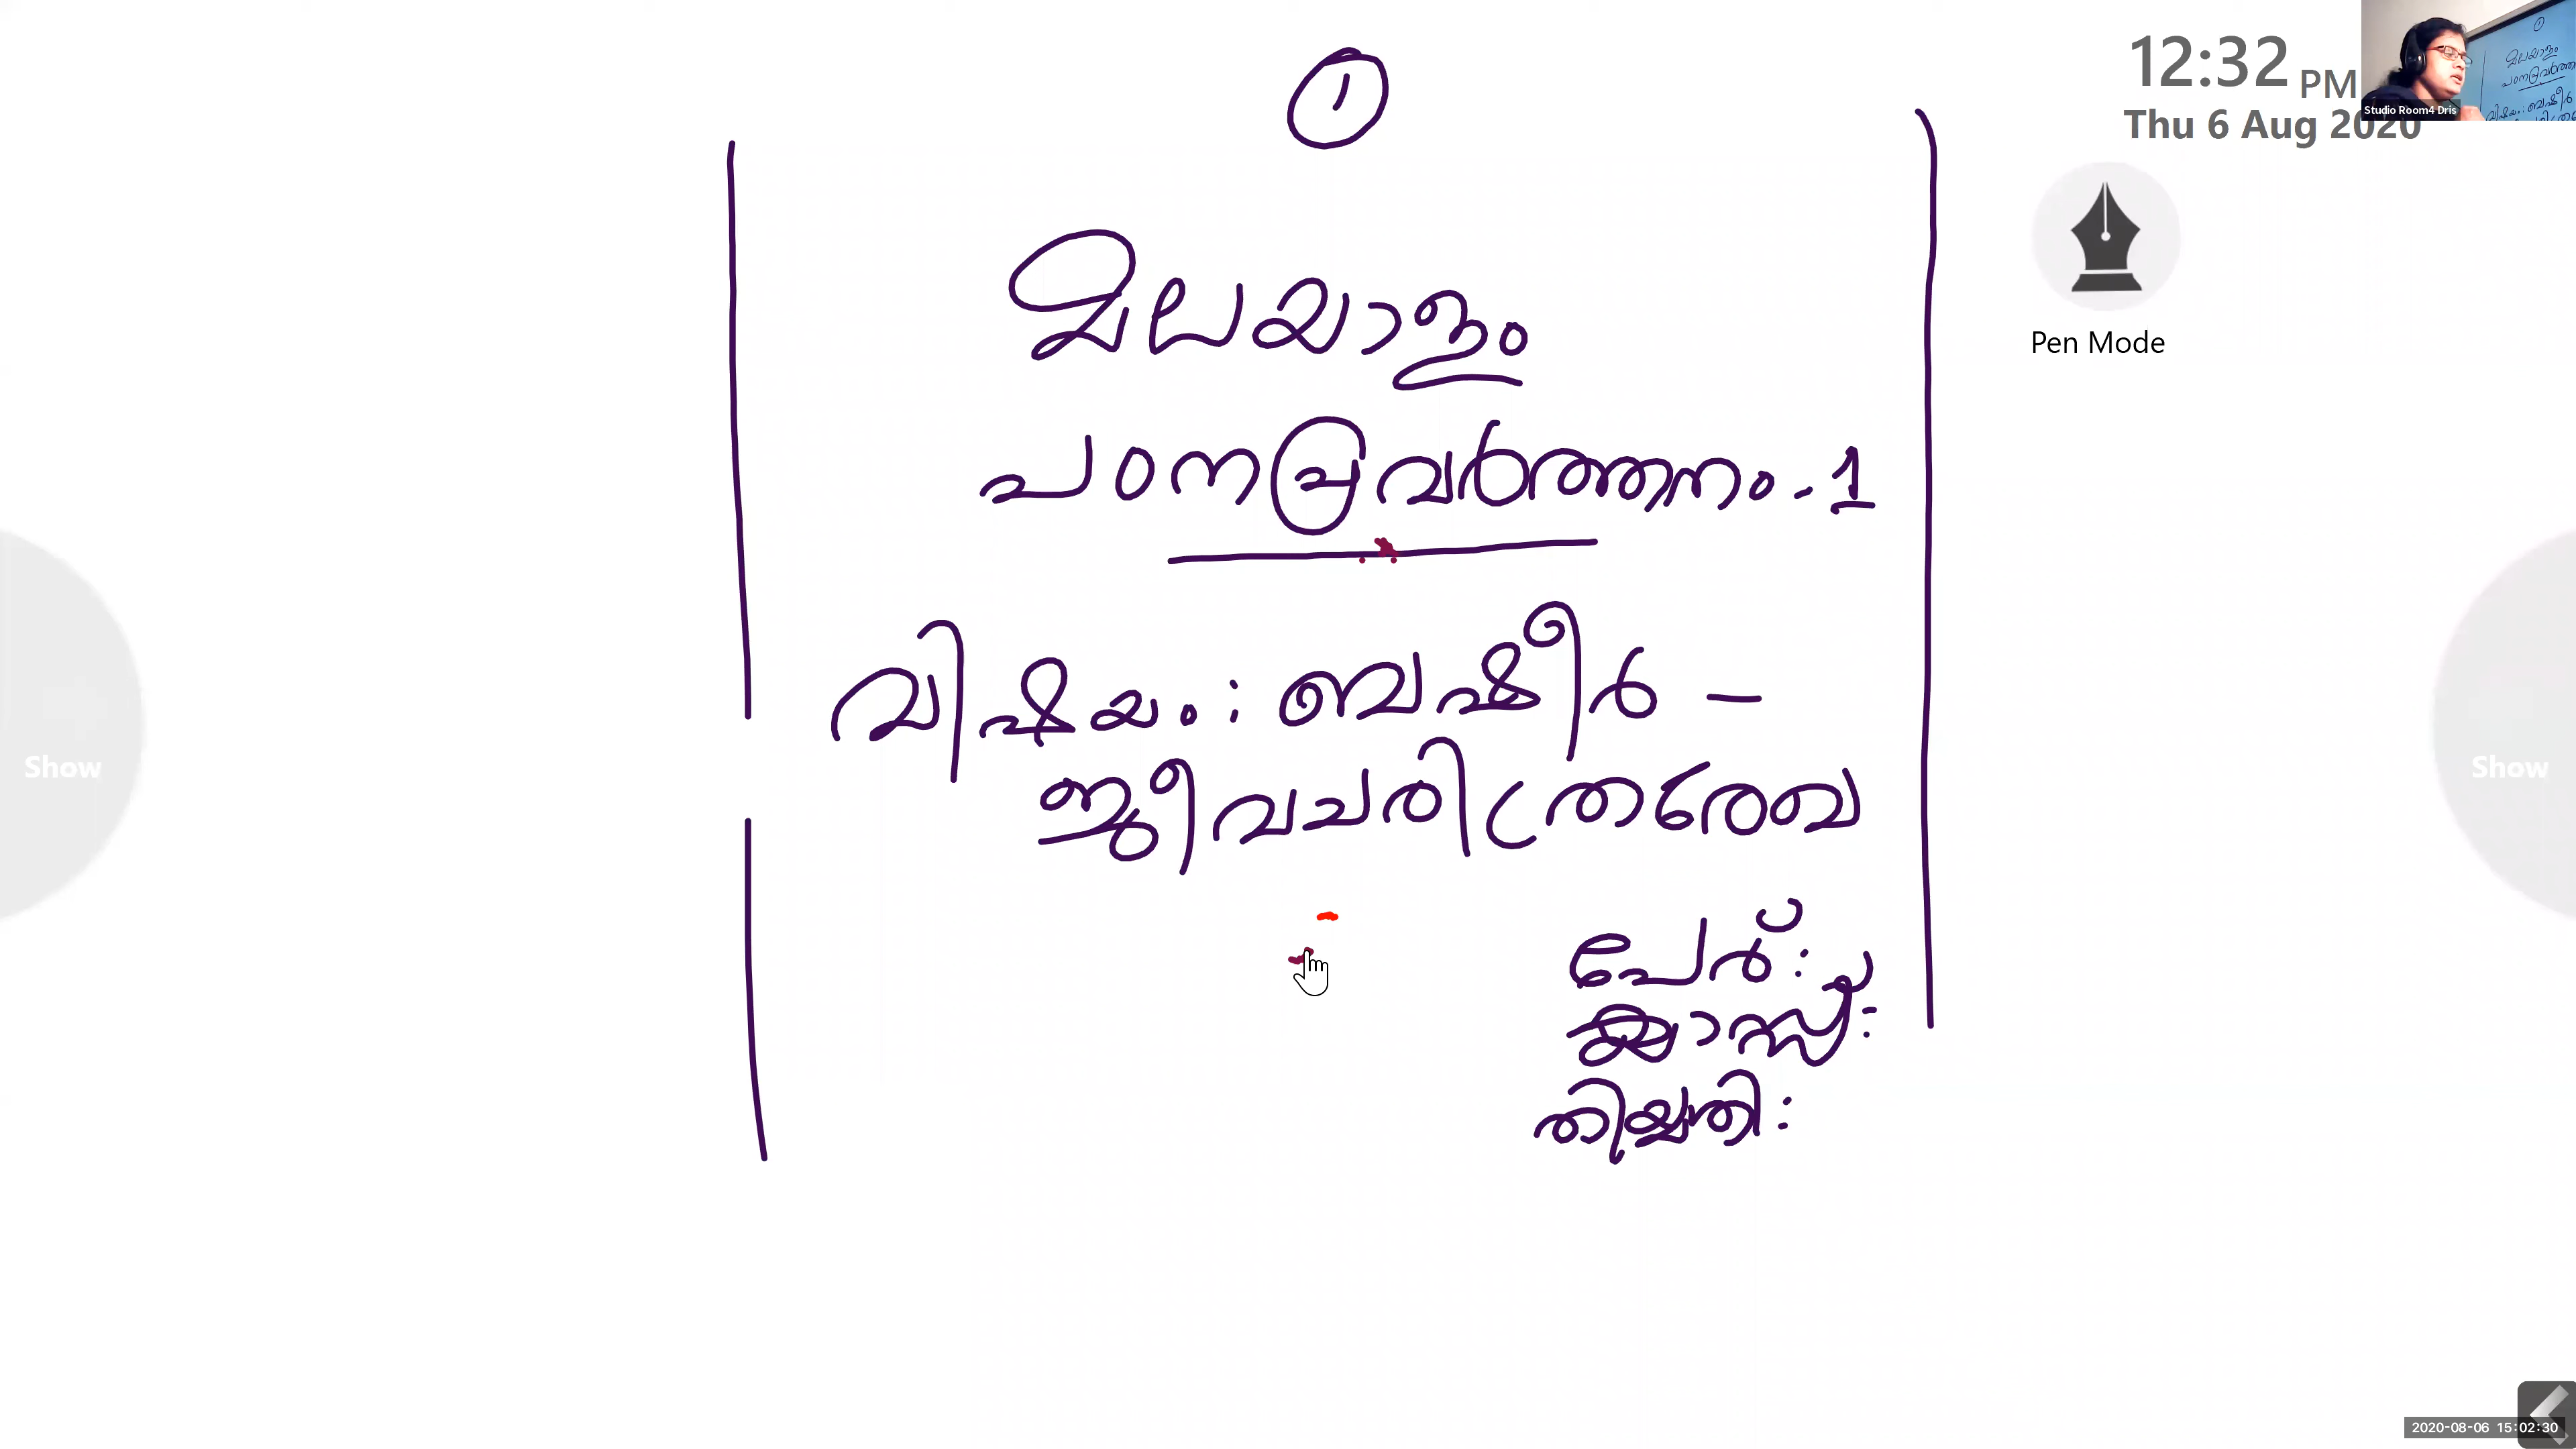 1
12:32 PM
Studio Room4 Dris
Thu 6 Aug 2020
മലയാളം
പഠനപ്രവർത്തനം - 1
Pen Mode
വിഷയം : ബഷീർ -
ജീവചരിത്രരേഖ
Show
Show
പേര് :
ക്ലാസ്സ് :
തിയ്യതി :
2020-08-06 15:02:30